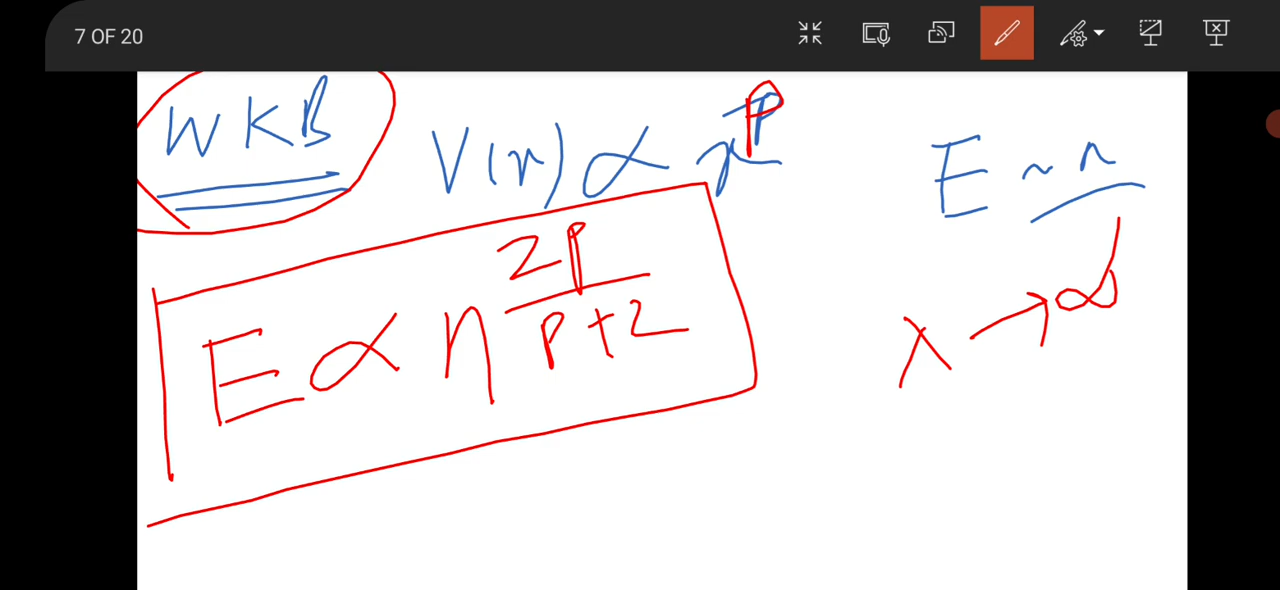 7 OF 20
WKB V(r) ∝ r^p E ~ n
E ∝ n^(2p/(p+2)) λ → ∞